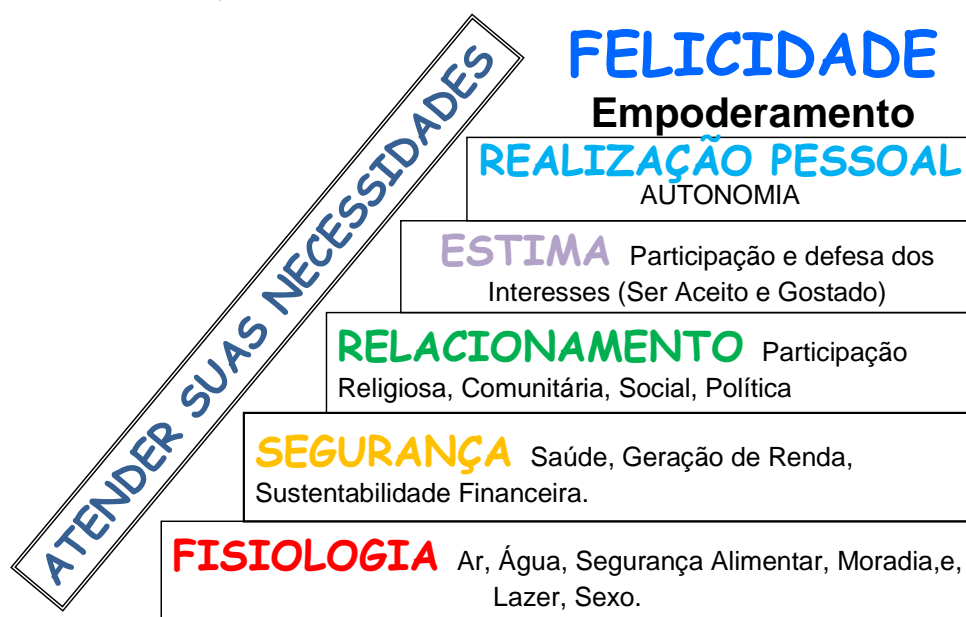 ATENDER SUAS NECESSIDADES
FELICIDADE
Empoderamento
REALIZAÇÃO PESSOAL
AUTONOMIA
ESTIMA Participação e defesa dos
Interesses (Ser Aceito e Gostado)
RELACIONAMENTO Participação
Religiosa, Comunitária, Social, Política
SEGURANÇA Saúde, Geração de Renda,
Sustentabilidade Financeira.
FISIOLOGIA Ar, Água, Segurança Alimentar, Moradia,e,
Lazer, Sexo.